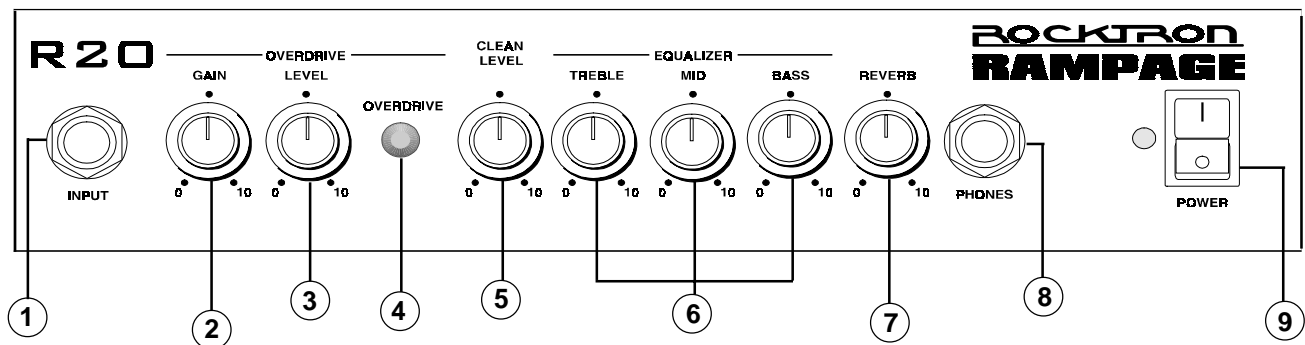 R20
OVERDRIVE
GAIN
LEVEL
OVERDRIVE
CLEAN
LEVEL
EQUALIZER
TREBLE
MID
BASS
REVERB
ROCKTRON
RAMPAGE
INPUT
0 10
0 10
0 10
0 10
0 10
0 10
0 10
PHONES
POWER
1
2
3
4
5
6
7
8
9